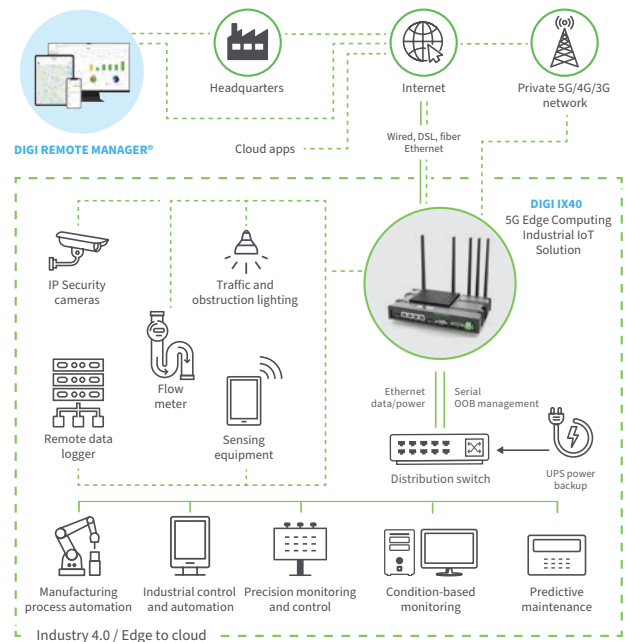 Headquarters
Internet
Private 5G/4G/3G
network
DIGI REMOTE MANAGER®
Cloud apps
Wired, DSL, fiber
Ethernet
DIGI IX40
5G Edge Computing
Industrial IoT
Solution
IP Security
cameras
Traffic and
obstruction lighting
Flow
meter
Remote data
logger
Sensing
equipment
Ethernet
data/power
Serial
OOB management
Distribution switch
UPS power
backup
Manufacturing
process automation
Industrial control
and automation
Precision monitoring
and control
Condition-based
monitoring
Predictive
maintenance
Industry 4.0 / Edge to cloud